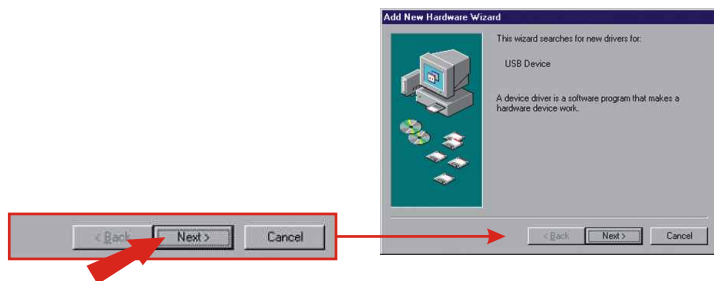 Add New Hardware Wizard
This wizard searches for new drivers for:
USB Device
A device driver is a software program that makes a
hardware device work.
< Back Next > Cancel
< Back Next > Cancel